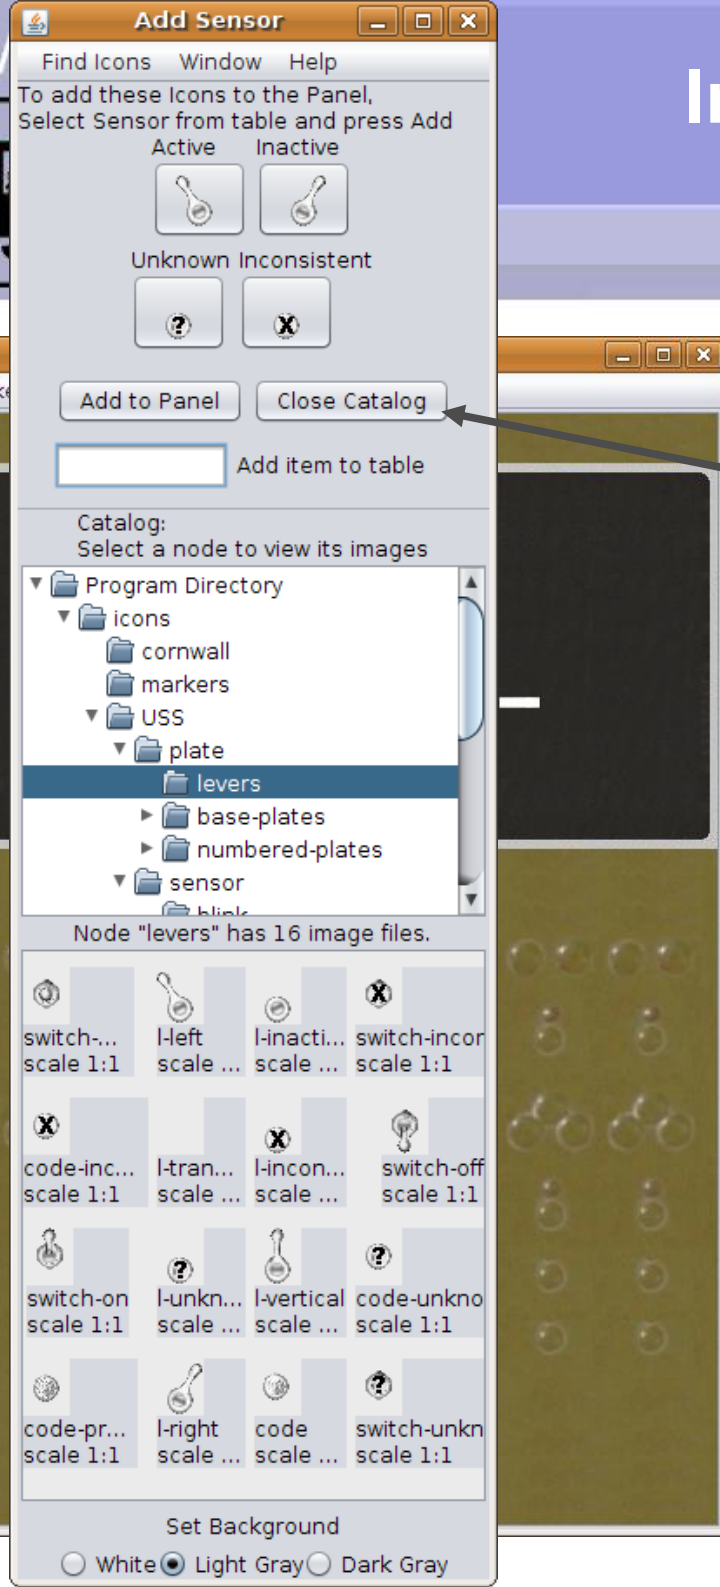 Add Sensor
Find Icons Window Help
To add these Icons to the Panel,
Select Sensor from table and press Add
Active Inactive
Unknown Inconsistent
? X
Add to Panel Close Catalog
Add item to table
Catalog:
Select a node to view its images
Program Directory
icons
cornwall
markers
USS
plate
levers
base-plates
numbered-plates
sensor
Node "levers" has 16 image files.
X
switch-... l-left l-inacti... switch-incor
scale 1:1 scale ... scale ... scale 1:1
X X
code-inc... l-tran... l-incon... switch-off
scale 1:1 scale ... scale ... scale 1:1
? ?
switch-on l-unkn... l-vertical code-unkno
scale 1:1 scale ... scale ... scale 1:1
?
code-pr... l-right code switch-unkn
scale 1:1 scale ... scale ... scale 1:1
Set Background
White Light Gray Dark Gray